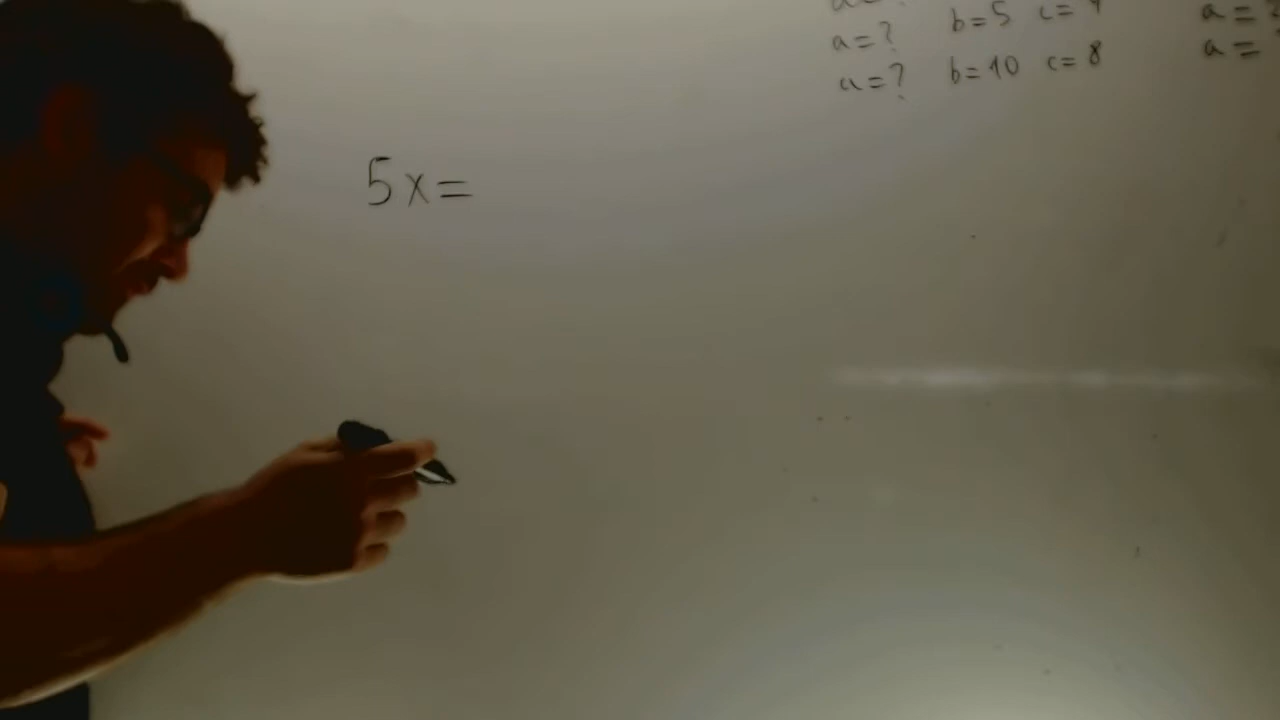 a=? b=5 c=4
a=? b=10 c=8
a=
a=
5x=